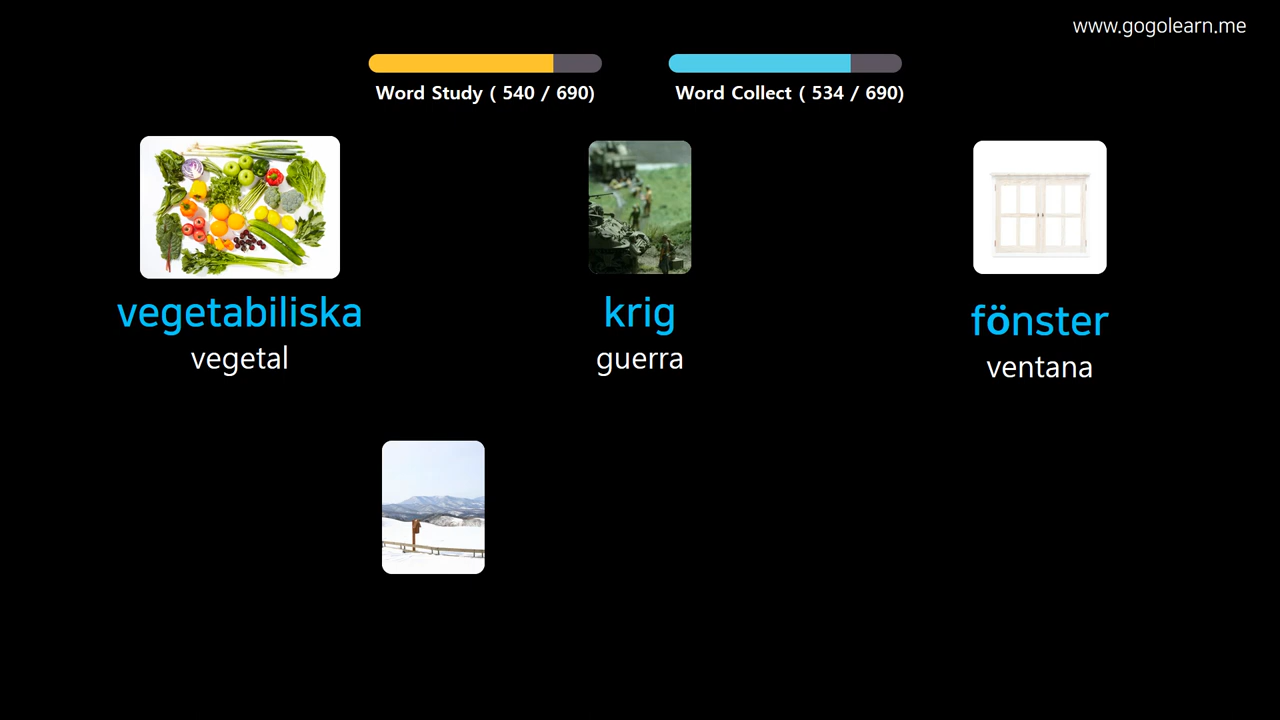 www.gogolearn.me
Word Study ( 540 / 690)
Word Collect ( 534 / 690)
vegetabiliska
vegetal
krig
guerra
fönster
ventana